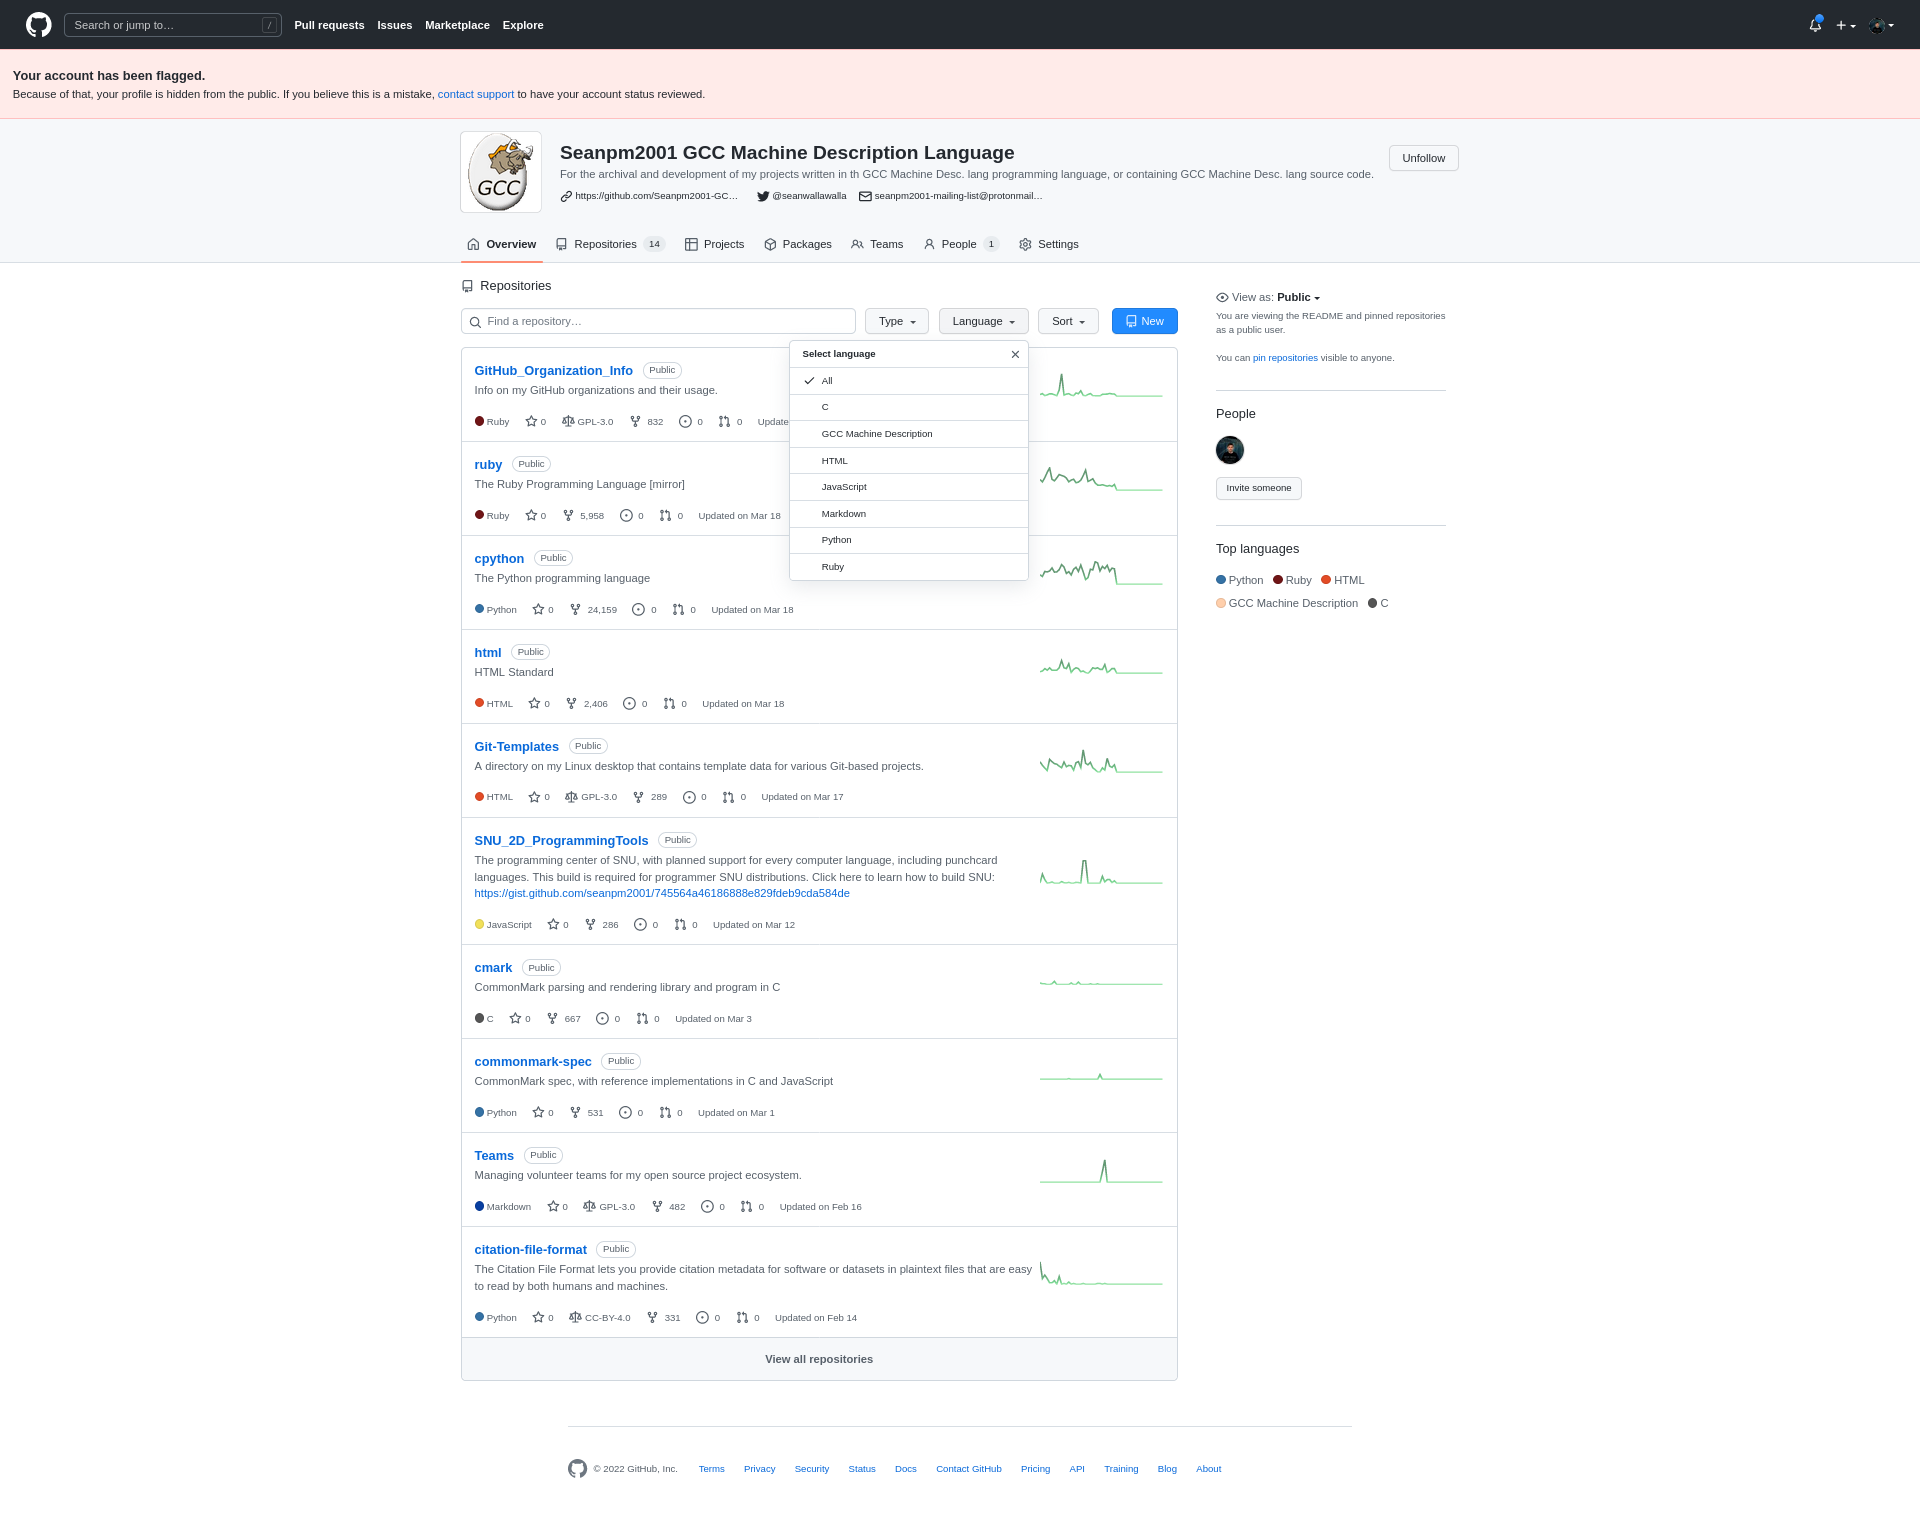 Search or jump to… /
Pull requests Issues Marketplace Explore
Your account has been flagged.
Because of that, your profile is hidden from the public. If you believe this is a mistake, contact support to have your account status reviewed.
GCC
Seanpm2001 GCC Machine Description Language
For the archival and development of my projects written in th GCC Machine Desc. lang programming language, or containing GCC Machine Desc. lang source code.
https://github.com/Seanpm2001-GC… @seanwallawalla seanpm2001-mailing-list@protonmail…
Unfollow
Overview Repositories 14 Projects Packages Teams People 1 Settings
Repositories
Find a repository… Type Language Sort New
Select language
All
C
GCC Machine Description
HTML
JavaScript
Markdown
Python
Ruby
GitHub_Organization_Info Public
Info on my GitHub organizations and their usage.
Ruby 0 GPL-3.0 832 0 0 Update
ruby Public
The Ruby Programming Language [mirror]
Ruby 0 5,958 0 0 Updated on Mar 18
cpython Public
The Python programming language
Python 0 24,159 0 0 Updated on Mar 18
html Public
HTML Standard
HTML 0 2,406 0 0 Updated on Mar 18
Git-Templates Public
A directory on my Linux desktop that contains template data for various Git-based projects.
HTML 0 GPL-3.0 289 0 0 Updated on Mar 17
SNU_2D_ProgrammingTools Public
The programming center of SNU, with planned support for every computer language, including punchcard
languages. This build is required for programmer SNU distributions. Click here to learn how to build SNU:
https://gist.github.com/seanpm2001/745564a46186888e829fdeb9cda584de
JavaScript 0 286 0 0 Updated on Mar 12
cmark Public
CommonMark parsing and rendering library and program in C
C 0 667 0 0 Updated on Mar 3
commonmark-spec Public
CommonMark spec, with reference implementations in C and JavaScript
Python 0 531 0 0 Updated on Mar 1
Teams Public
Managing volunteer teams for my open source project ecosystem.
Markdown 0 GPL-3.0 482 0 0 Updated on Feb 16
citation-file-format Public
The Citation File Format lets you provide citation metadata for software or datasets in plaintext files that are easy
to read by both humans and machines.
Python 0 CC-BY-4.0 331 0 0 Updated on Feb 14
View all repositories
View as: Public
You are viewing the README and pinned repositories
as a public user.
You can pin repositories visible to anyone.
People
Invite someone
Top languages
Python Ruby HTML
GCC Machine Description C
© 2022 GitHub, Inc. Terms Privacy Security Status Docs Contact GitHub Pricing API Training Blog About